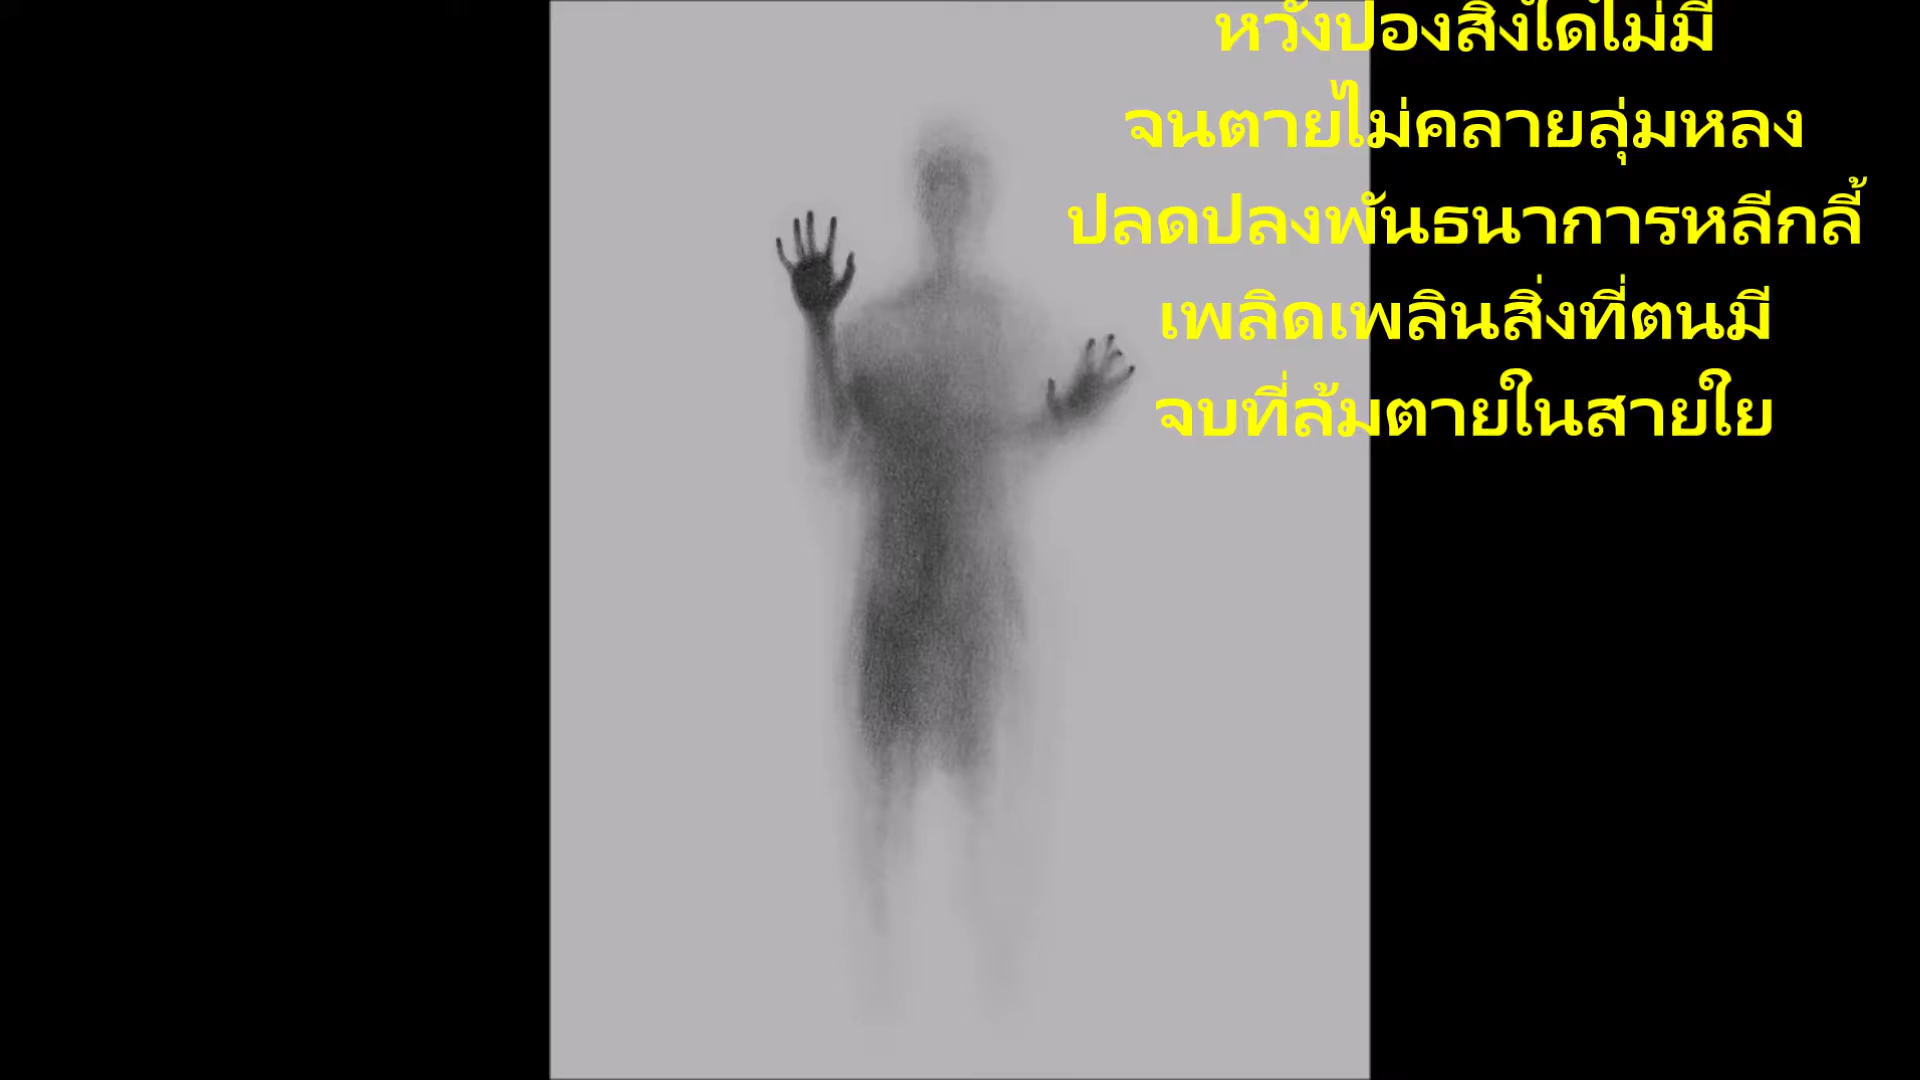 หวังปองสิ่งใดไม่มี
จนตายไม่คลายลุ่มหลง
ปลดปลงพันธนาการหลีกลี้
เพลิดเพลินสิ่งที่ตนมี
จบที่ล้มตายในสายใย